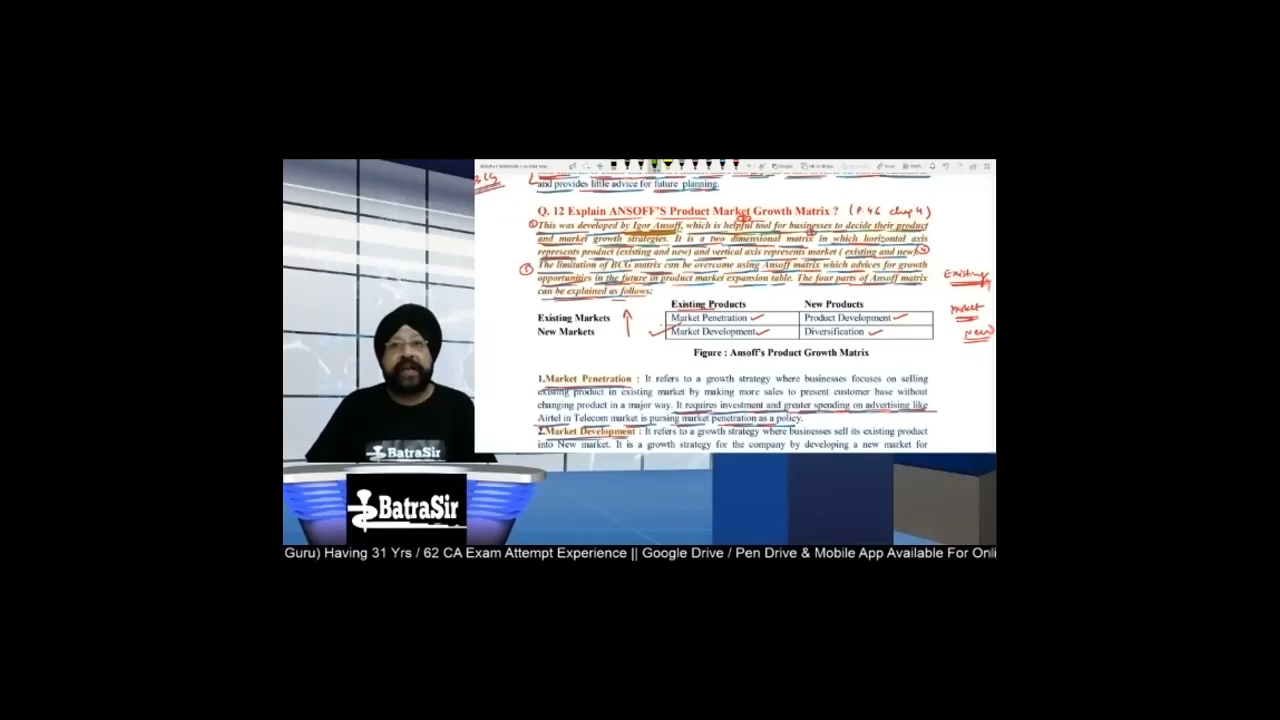 and provides little advice for future planning.
Q. 12 Explain ANSOFF'S Product Market Growth Matrix ? (P.46 chap 4)
This was developed by Igor Ansoff, which is helpful tool for businesses to decide their product
and market growth strategies. It is a two dimensional matrix in which horizontal axis
represents product (existing and new) and vertical axis represents market ( existing and new)
The limitation of BCG matrix can be overcome using Ansoff matrix which advices for growth
opportunities in the future in product market expansion table. The four parts of Ansoff matrix
can be explained as follows:
Existing
Market
New
Existing Products New Products
Existing Markets Market Penetration Product Development
New Markets Market Development Diversification
Figure : Ansoff's Product Growth Matrix
1.Market Penetration : It refers to a growth strategy where businesses focuses on selling
existing product in existing market by making more sales to present customer base without
changing product in a major way. It requires investment and greater spending on advertising like
Airtel in Telecom market is pursing market penetration as a policy.
2.Market Development : It refers to a growth strategy where businesses sell its existing product
into New market. It is a growth strategy for the company by developing a new market for
BatraSir
BatraSir
Guru) Having 31 Yrs / 62 CA Exam Attempt Experience || Google Drive / Pen Drive & Mobile App Available For Onli